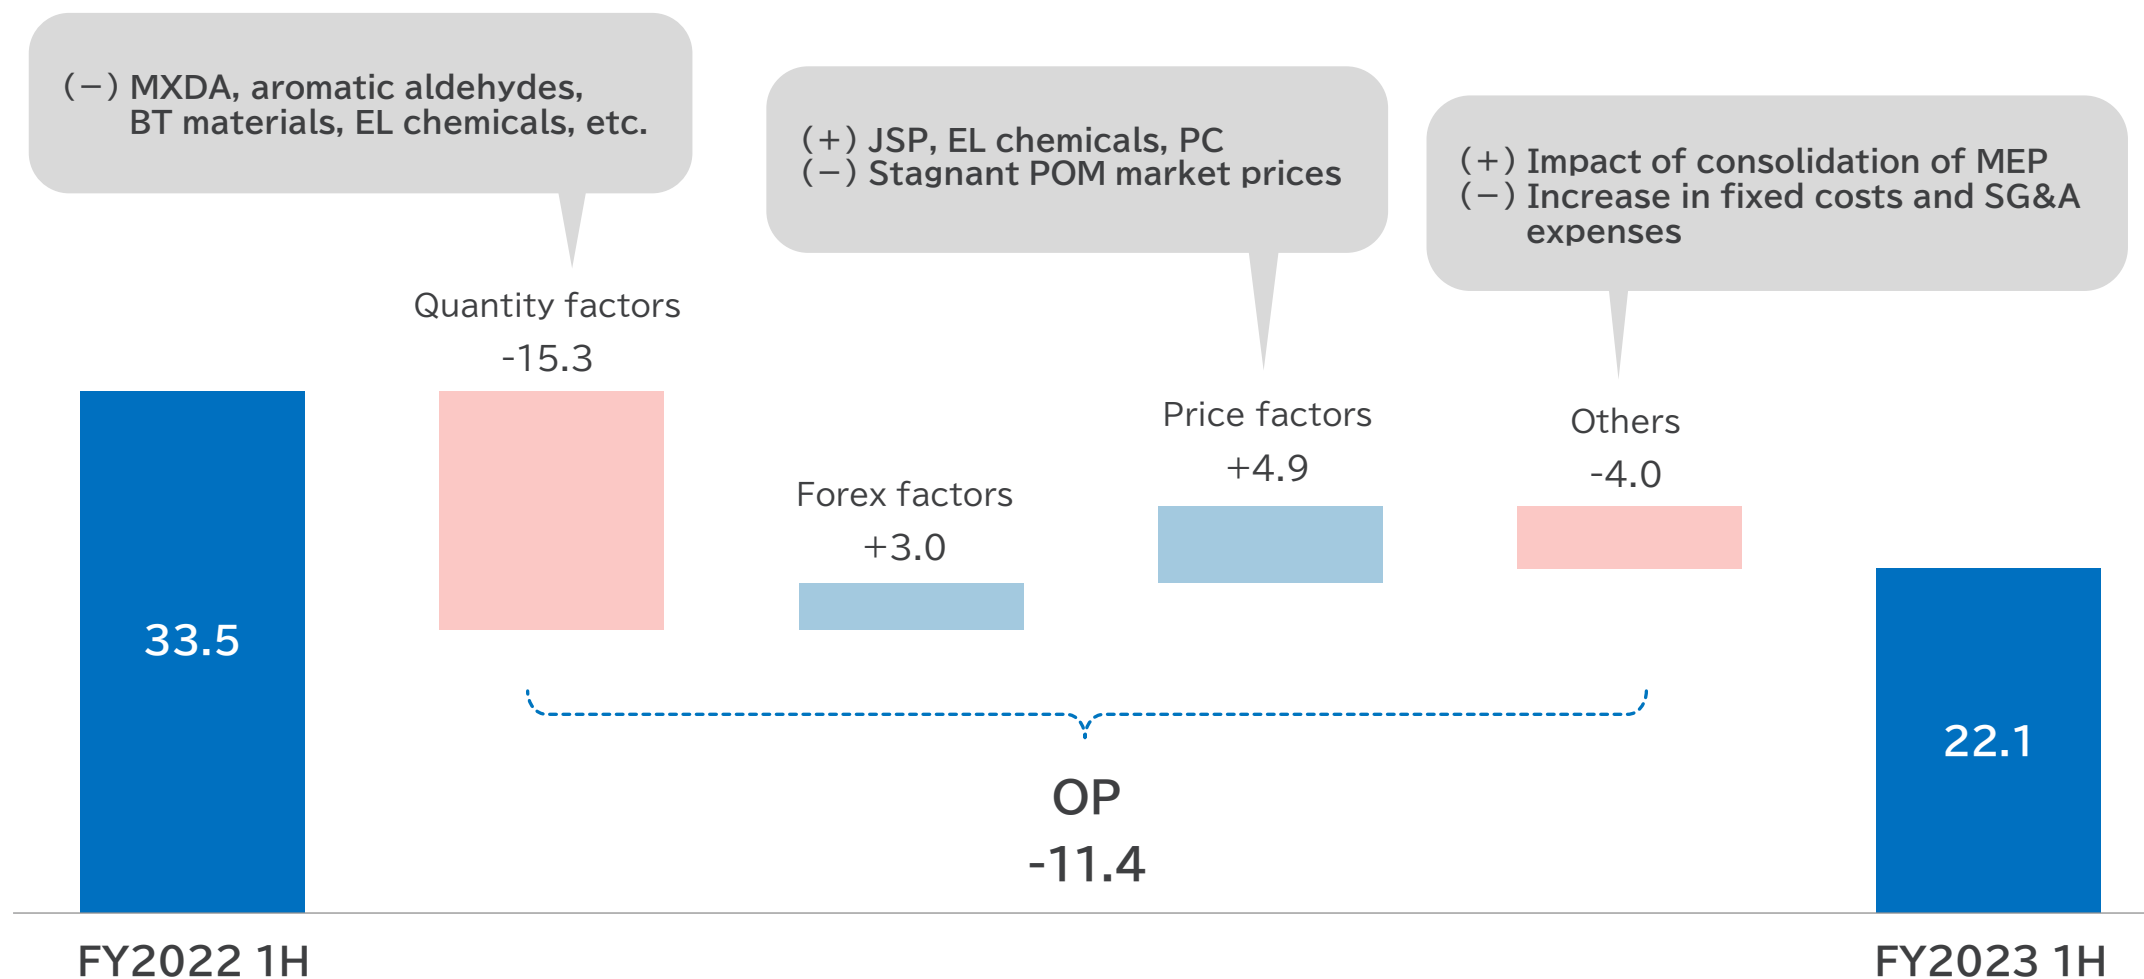 (−) MXDA, aromatic aldehydes,
BT materials, EL chemicals, etc.
(+) JSP, EL chemicals, PC
(−) Stagnant POM market prices
(+) Impact of consolidation of MEP
(−) Increase in fixed costs and SG&A
expenses
Quantity factors
-15.3
Forex factors
+3.0
Price factors
+4.9
Others
-4.0
33.5
22.1
OP
-11.4
FY2022 1H
FY2023 1H